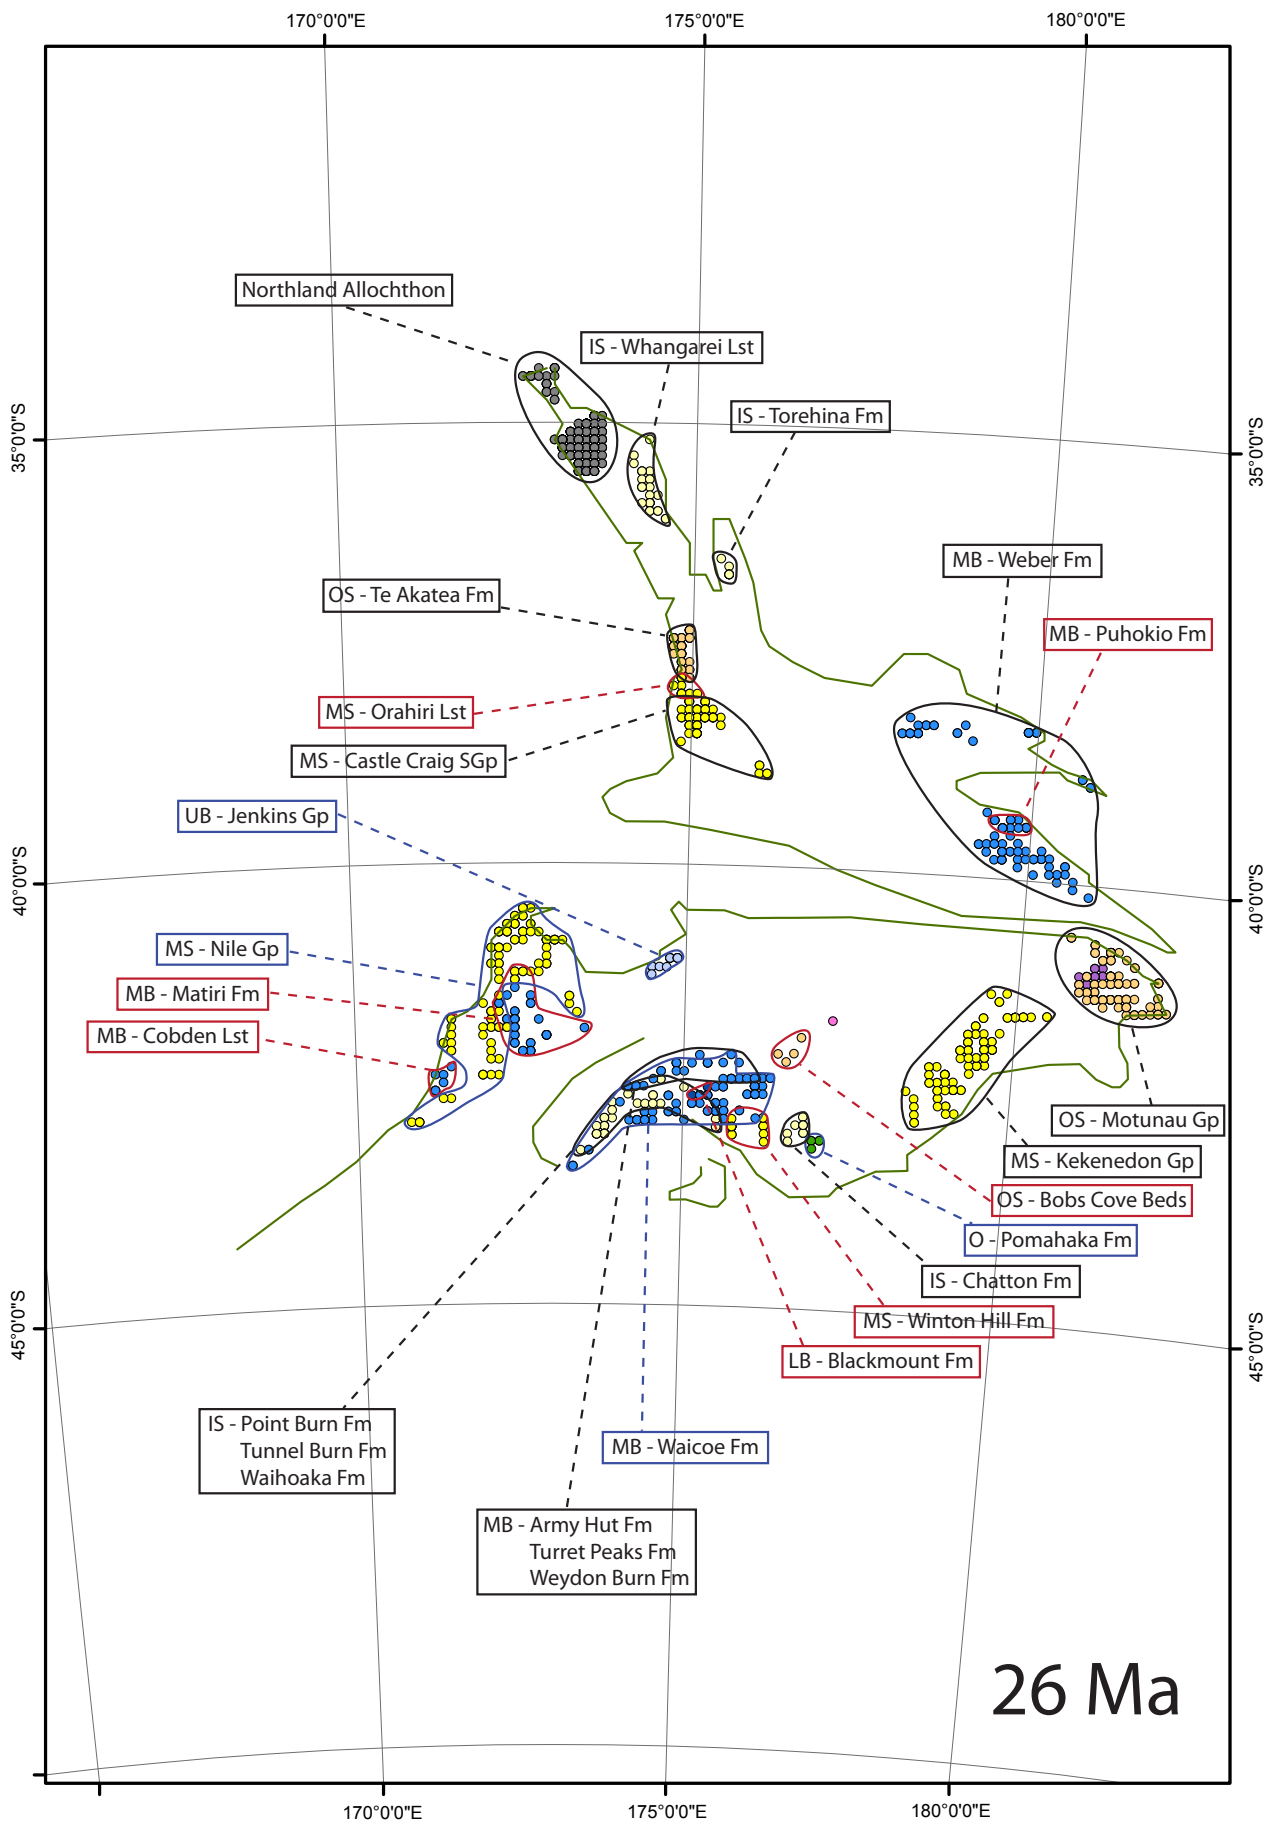 170°0'0"E
175°0'0"E
180°0'0"E
Northland Allochthon
IS - Whangarei Lst
IS - Torehina Fm
35°0'0"S
35°0'0"S
MB - Weber Fm
OS - Te Akatea Fm
MB - Puhokio Fm
MS - Orahiri Lst
MS - Castle Craig SGp
UB - Jenkins Gp
40°0'0"S
40°0'0"S
MS - Nile Gp
MB - Matiri Fm
MB - Cobden Lst
OS - Motunau Gp
MS - Kekenedon Gp
OS - Bobs Cove Beds
O - Pomahaka Fm
IS - Chatton Fm
MS - Winton Hill Fm
45°0'0"S
45°0'0"S
LB - Blackmount Fm
IS - Point Burn Fm
Tunnel Burn Fm
Waihoaka Fm
MB - Waicoe Fm
MB - Army Hut Fm
Turret Peaks Fm
Weydon Burn Fm
26 Ma
170°0'0"E
175°0'0"E
180°0'0"E